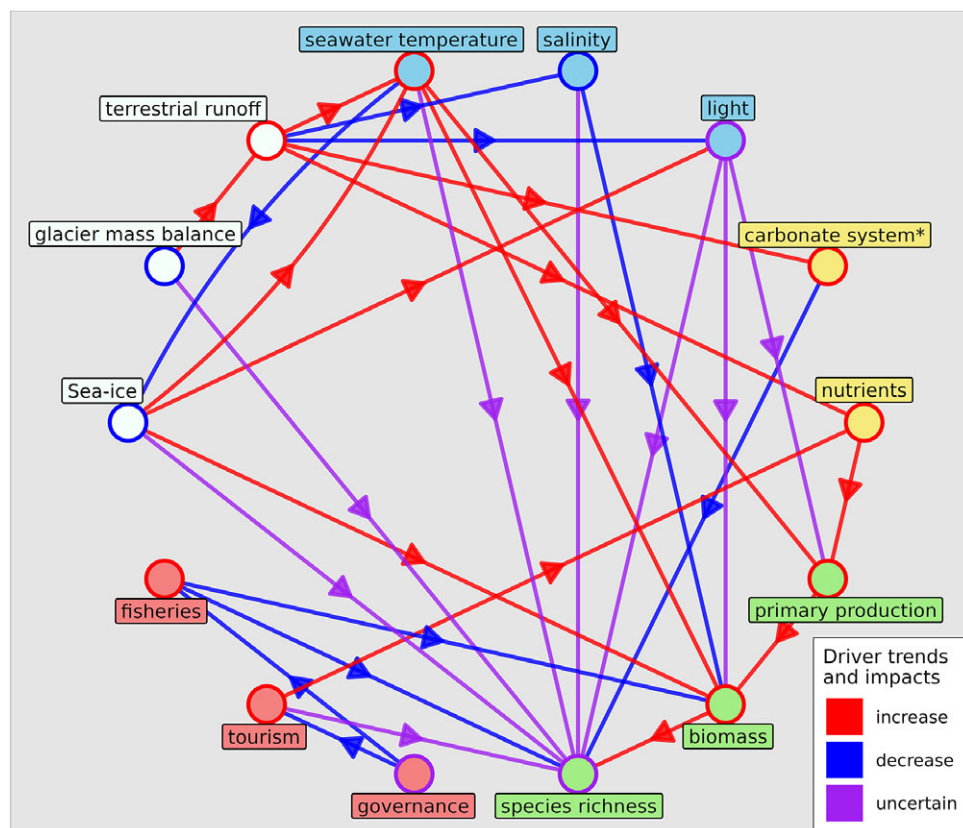 seawater temperature
salinity
terrestrial runoff
light
glacier mass balance
carbonate system*
Sea-ice
nutrients
fisheries
primary production
tourism
biomass
governance
species richness
Driver trends
and impacts
increase
decrease
uncertain